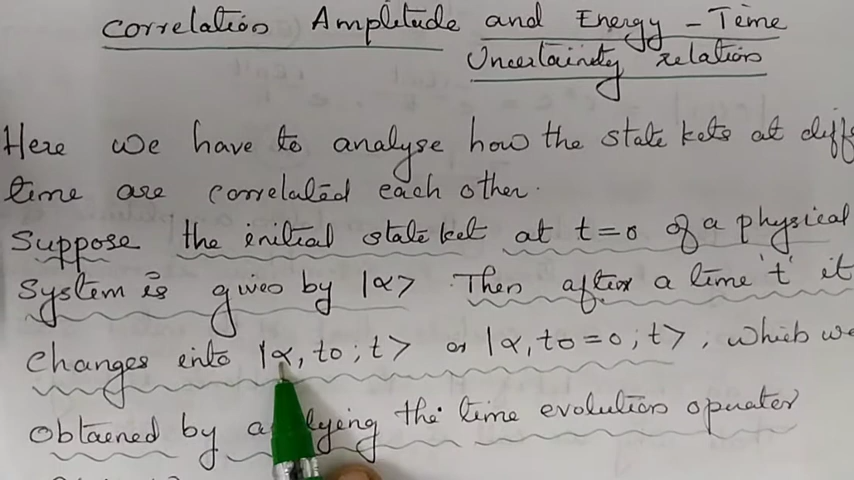 Correlation Amplitude and Energy-Time
Uncertainity relation
Here we have to analyse how the state kets at diffe
time are correlated each other.
Suppose the initial state ket at t=0 of a physical
System is given by |α>. Then after a time 't' it
Changes into |α, to; t> or |α, to=0; t>, which we
Obtained by applying the time evolution operator